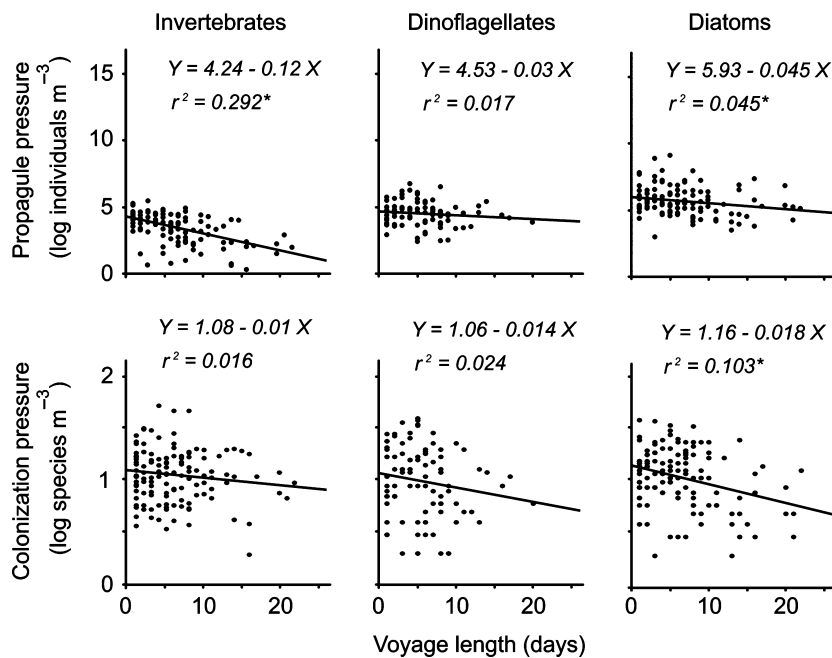 Invertebrates
Dinoflagellates
Diatoms
Propagule pressure
(log individuals m⁻³)
15
10
5
0
Y = 4.24 - 0.12 X
r² = 0.292*
Y = 4.53 - 0.03 X
r² = 0.017
Y = 5.93 - 0.045 X
r² = 0.045*
Colonization pressure
(log species m⁻³)
2
1
0
Y = 1.08 - 0.01 X
r² = 0.016
Y = 1.06 - 0.014 X
r² = 0.024
Y = 1.16 - 0.018 X
r² = 0.103*
0 10 20
0 10 20
0 10 20
Voyage length (days)